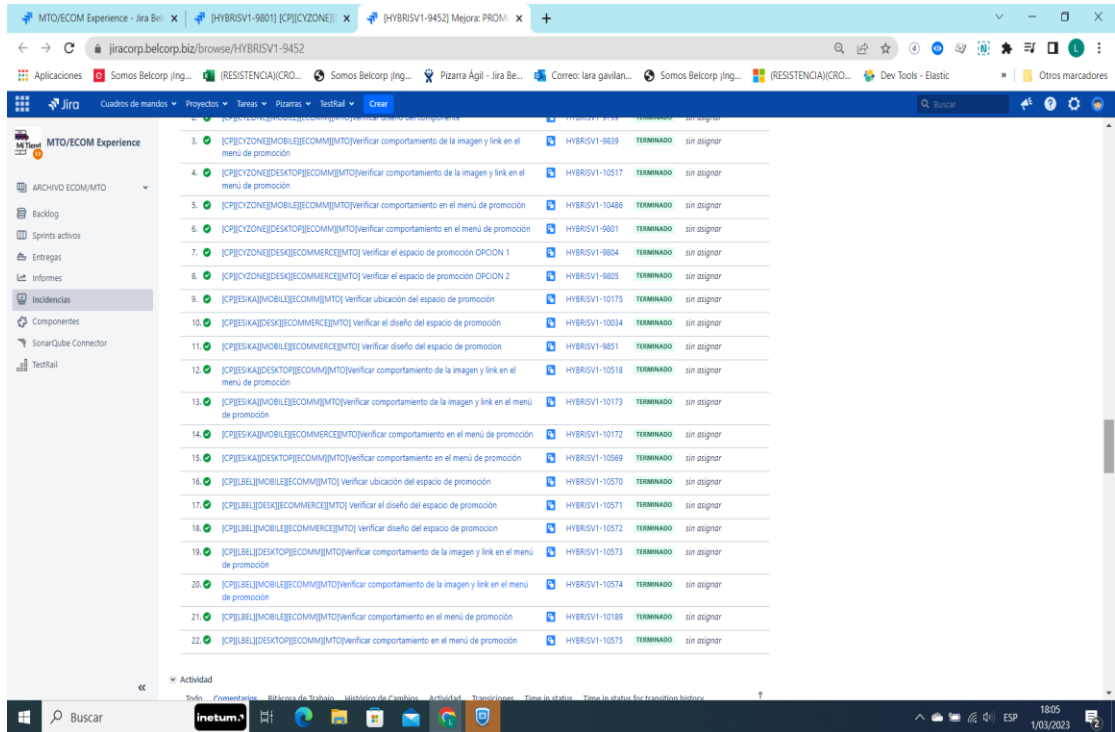 MTO/ECOM Experience - Jira Bel
[HYBRISV1-9801] [CP][CYZONE][
[HYBRISV1-9452] Mejora: PROM
jiracorp.belcorp.biz/browse/HYBRISV1-9452
Aplicaciones
Somos Belcorp ¡Ing...
(RESISTENCIA)(CRO...
Somos Belcorp ¡Ing...
Pizarra Ágil - Jira Be...
Correo: lara gavilan...
Somos Belcorp ¡Ing...
(RESISTENCIA)(CRO...
Dev Tools - Elastic
»
Otros marcadores
Jira
Cuadros de mandos
Proyectos
Tareas
Pizarras
TestRail
Crear
Buscar
MTO/ECOM Experience
ARCHIVO ECOM/MTO
Backlog
Sprints activos
Entregas
Informes
Incidencias
Componentes
SonarQube Connector
TestRail
2. [CP][CYZONE][MOBILE][ECOMM][MTO]Verificar diseño del componente HYBRISV1-9799 TERMINADO sin asignar
3. [CP][CYZONE][MOBILE][ECOMM][MTO]Verificar comportamiento de la imagen y link en el HYBRISV1-9839 TERMINADO sin asignar
menú de promoción
4. [CP][CYZONE][DESKTOP][ECOMM][MTO]Verificar comportamiento de la imagen y link en el HYBRISV1-10517 TERMINADO sin asignar
menú de promoción
5. [CP][CYZONE][MOBILE][ECOMM][MTO]Verificar comportamiento en el menú de promoción HYBRISV1-10486 TERMINADO sin asignar
6. [CP][CYZONE][DESKTOP][ECOMM][MTO]Verificar comportamiento en el menú de promoción HYBRISV1-9801 TERMINADO sin asignar
7. [CP][CYZONE][DESK][ECOMMERCE][MTO] Verificar el espacio de promoción OPCION 1 HYBRISV1-9804 TERMINADO sin asignar
8. [CP][CYZONE][DESK][ECOMMERCE][MTO] Verificar el espacio de promoción OPCION 2 HYBRISV1-9805 TERMINADO sin asignar
9. [CP][ESIKA][MOBILE][ECOMM][MTO] Verificar ubicación del espacio de promoción HYBRISV1-10175 TERMINADO sin asignar
10. [CP][ESIKA][DESK][ECOMMERCE][MTO] Verificar el diseño del espacio de promoción HYBRISV1-10034 TERMINADO sin asignar
11. [CP][ESIKA][MOBILE][ECOMMERCE][MTO] Verificar diseño del espacio de promocion HYBRISV1-9851 TERMINADO sin asignar
12. [CP][ESIKA][DESKTOP][ECOMM][MTO]Verificar comportamiento de la imagen y link en el HYBRISV1-10518 TERMINADO sin asignar
menú de promoción
13. [CP][ESIKA][MOBILE][ECOMM][MTO]Verificar comportamiento de la imagen y link en el menú HYBRISV1-10173 TERMINADO sin asignar
de promoción
14. [CP][ESIKA][MOBILE][ECOMMERCE][MTO]Verificar comportamiento en el menú de promoción HYBRISV1-10172 TERMINADO sin asignar
15. [CP][ESIKA][DESKTOP][ECOMM][MTO]Verificar comportamiento en el menú de promoción HYBRISV1-10569 TERMINADO sin asignar
16. [CP][LBEL][MOBILE][ECOMM][MTO] Verificar ubicación del espacio de promoción HYBRISV1-10570 TERMINADO sin asignar
17. [CP][LBEL][DESK][ECOMMERCE][MTO] Verificar el diseño del espacio de promoción HYBRISV1-10571 TERMINADO sin asignar
18. [CP][LBEL][MOBILE][ECOMMERCE][MTO] Verificar diseño del espacio de promocion HYBRISV1-10572 TERMINADO sin asignar
19. [CP][LBEL][DESKTOP][ECOMM][MTO]Verificar comportamiento de la imagen y link en el menú HYBRISV1-10573 TERMINADO sin asignar
de promoción
20. [CP][LBEL][MOBILE][ECOMM][MTO]Verificar comportamiento de la imagen y link en el menú HYBRISV1-10574 TERMINADO sin asignar
de promoción
21. [CP][LBEL][MOBILE][ECOMM][MTO]Verificar comportamiento en el menú de promoción HYBRISV1-10189 TERMINADO sin asignar
22. [CP][LBEL][DESKTOP][ECOMM][MTO]Verificar comportamiento en el menú de promoción HYBRISV1-10575 TERMINADO sin asignar
Actividad
Todo Comentarios Bitácora de Trabajo Histórico de Cambios Actividad Transiciones Time in status Time in status for transition history
«
Buscar
inetum.
ESP
18:05
1/03/2023